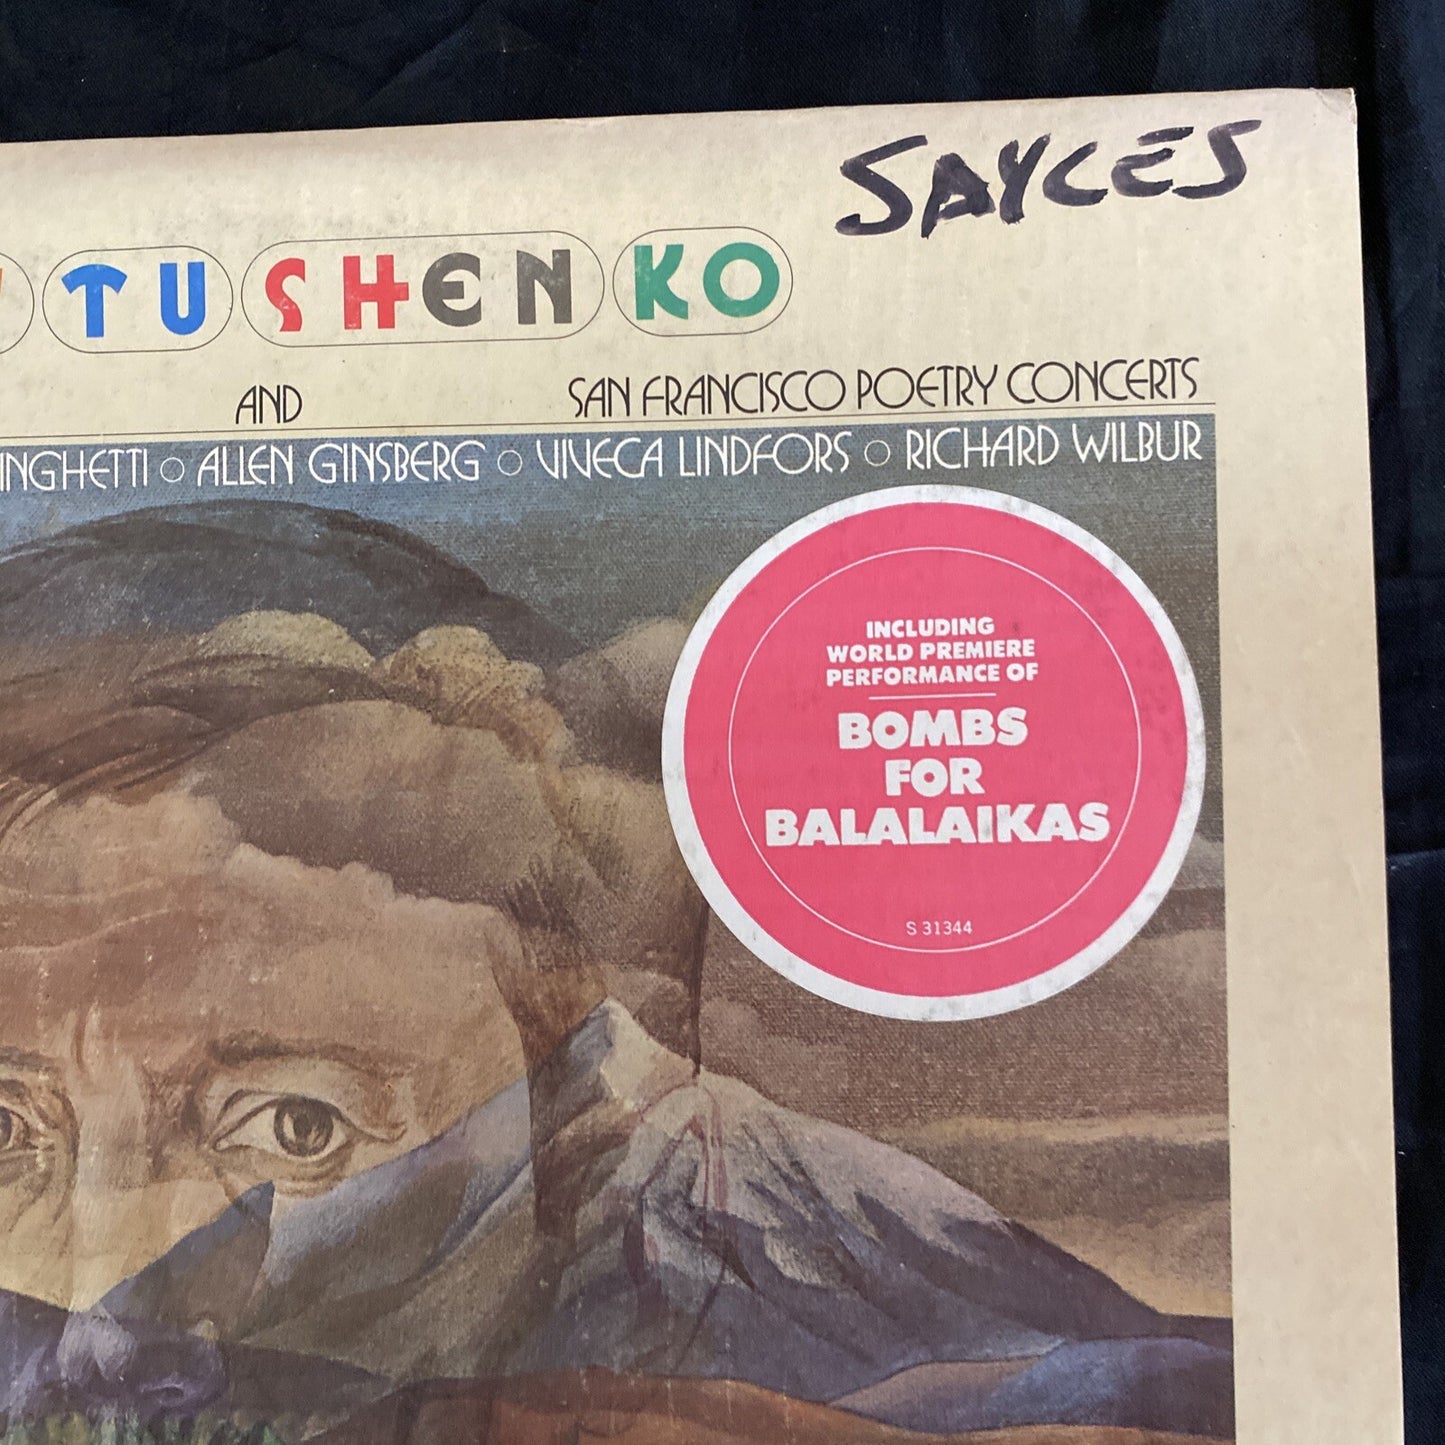 SAYCES
TUSHENKO
AND SAN FRANCISCO POETRY CONCERTS
INGHETTI ○ ALLEN GINSBERG ○ VIVECA LINDFORS ○ RICHARD WILBUR
INCLUDING
WORLD PREMIERE
PERFORMANCE OF
BOMBS
FOR
BALALAIKAS
S 31344